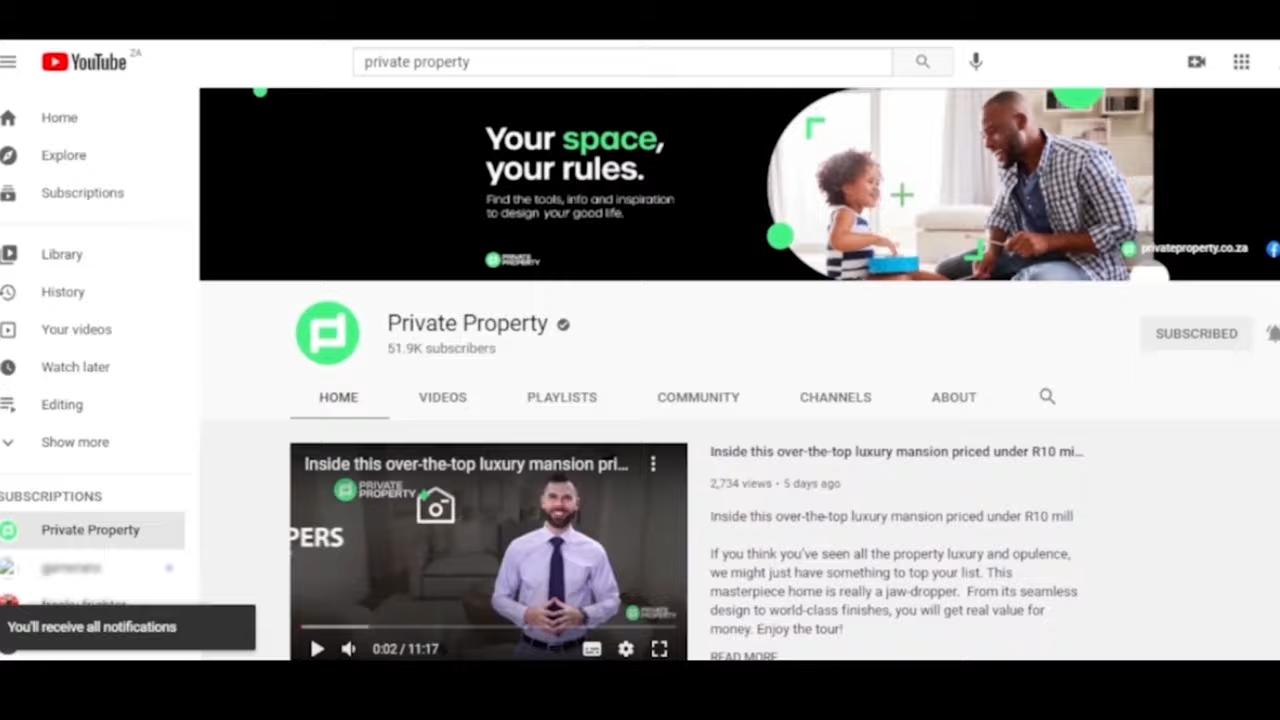 YouTube ZA
private property
Home
Explore
Subscriptions
Library
History
Your videos
Watch later
Editing
Show more
SUBSCRIPTIONS
Private Property
You'll receive all notifications
Your space,
your rules.
Find the tools, info and inspiration
to design your good life.
PRIVATE
PROPERTY
privateproperty.co.za
Private Property
51.9K subscribers
SUBSCRIBED
HOME VIDEOS PLAYLISTS COMMUNITY CHANNELS ABOUT
Inside this over-the-top luxury mansion pri...
PRIVATE
PROPERTY
PERS
PRIVATE
PROPERTY
0:02 / 11:17
Inside this over-the-top luxury mansion priced under R10 mi...
2,734 views • 5 days ago
Inside this over-the-top luxury mansion priced under R10 mill
If you think you've seen all the property luxury and opulence,
we might just have something to top your list. This
masterpiece home is really a jaw-dropper. From its seamless
design to world-class finishes, you will get real value for
money. Enjoy the tour!
READ MORE